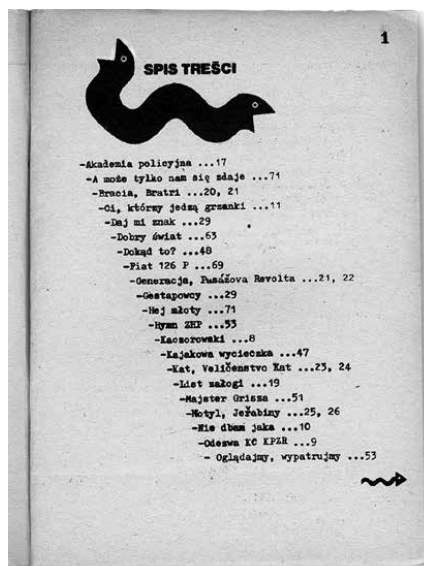 1
SPIS TREŚCI
-Akademia policyjna ...17
-A może tylko nam się zdaje ...71
-Bracia, Bratri ...20, 21
-Ci, którzy jedzą grzanki ...11
-Daj mi znak ...29
-Dobry świat ...63
-Dokąd to? ...48
-Fiat 126 P ...69
-Generacja, Pasážova Revolta ...21, 22
-Gestapowcy ...29
-Hej młoty ...71
-Hymn ZHP ...53
-Kaczorowski ...8
-Kajakowa wycieczka ...47
-Kat, Veličenstvo Kat ...23, 24
-List załogi ...19
-Majster Grisza ...51
-Motyl, Jeřabiny ...25, 26
-Nie dbam jaka ...10
-Odezwa KC KPZR ...9
- Oglądajmy, wypatrujmy ...53